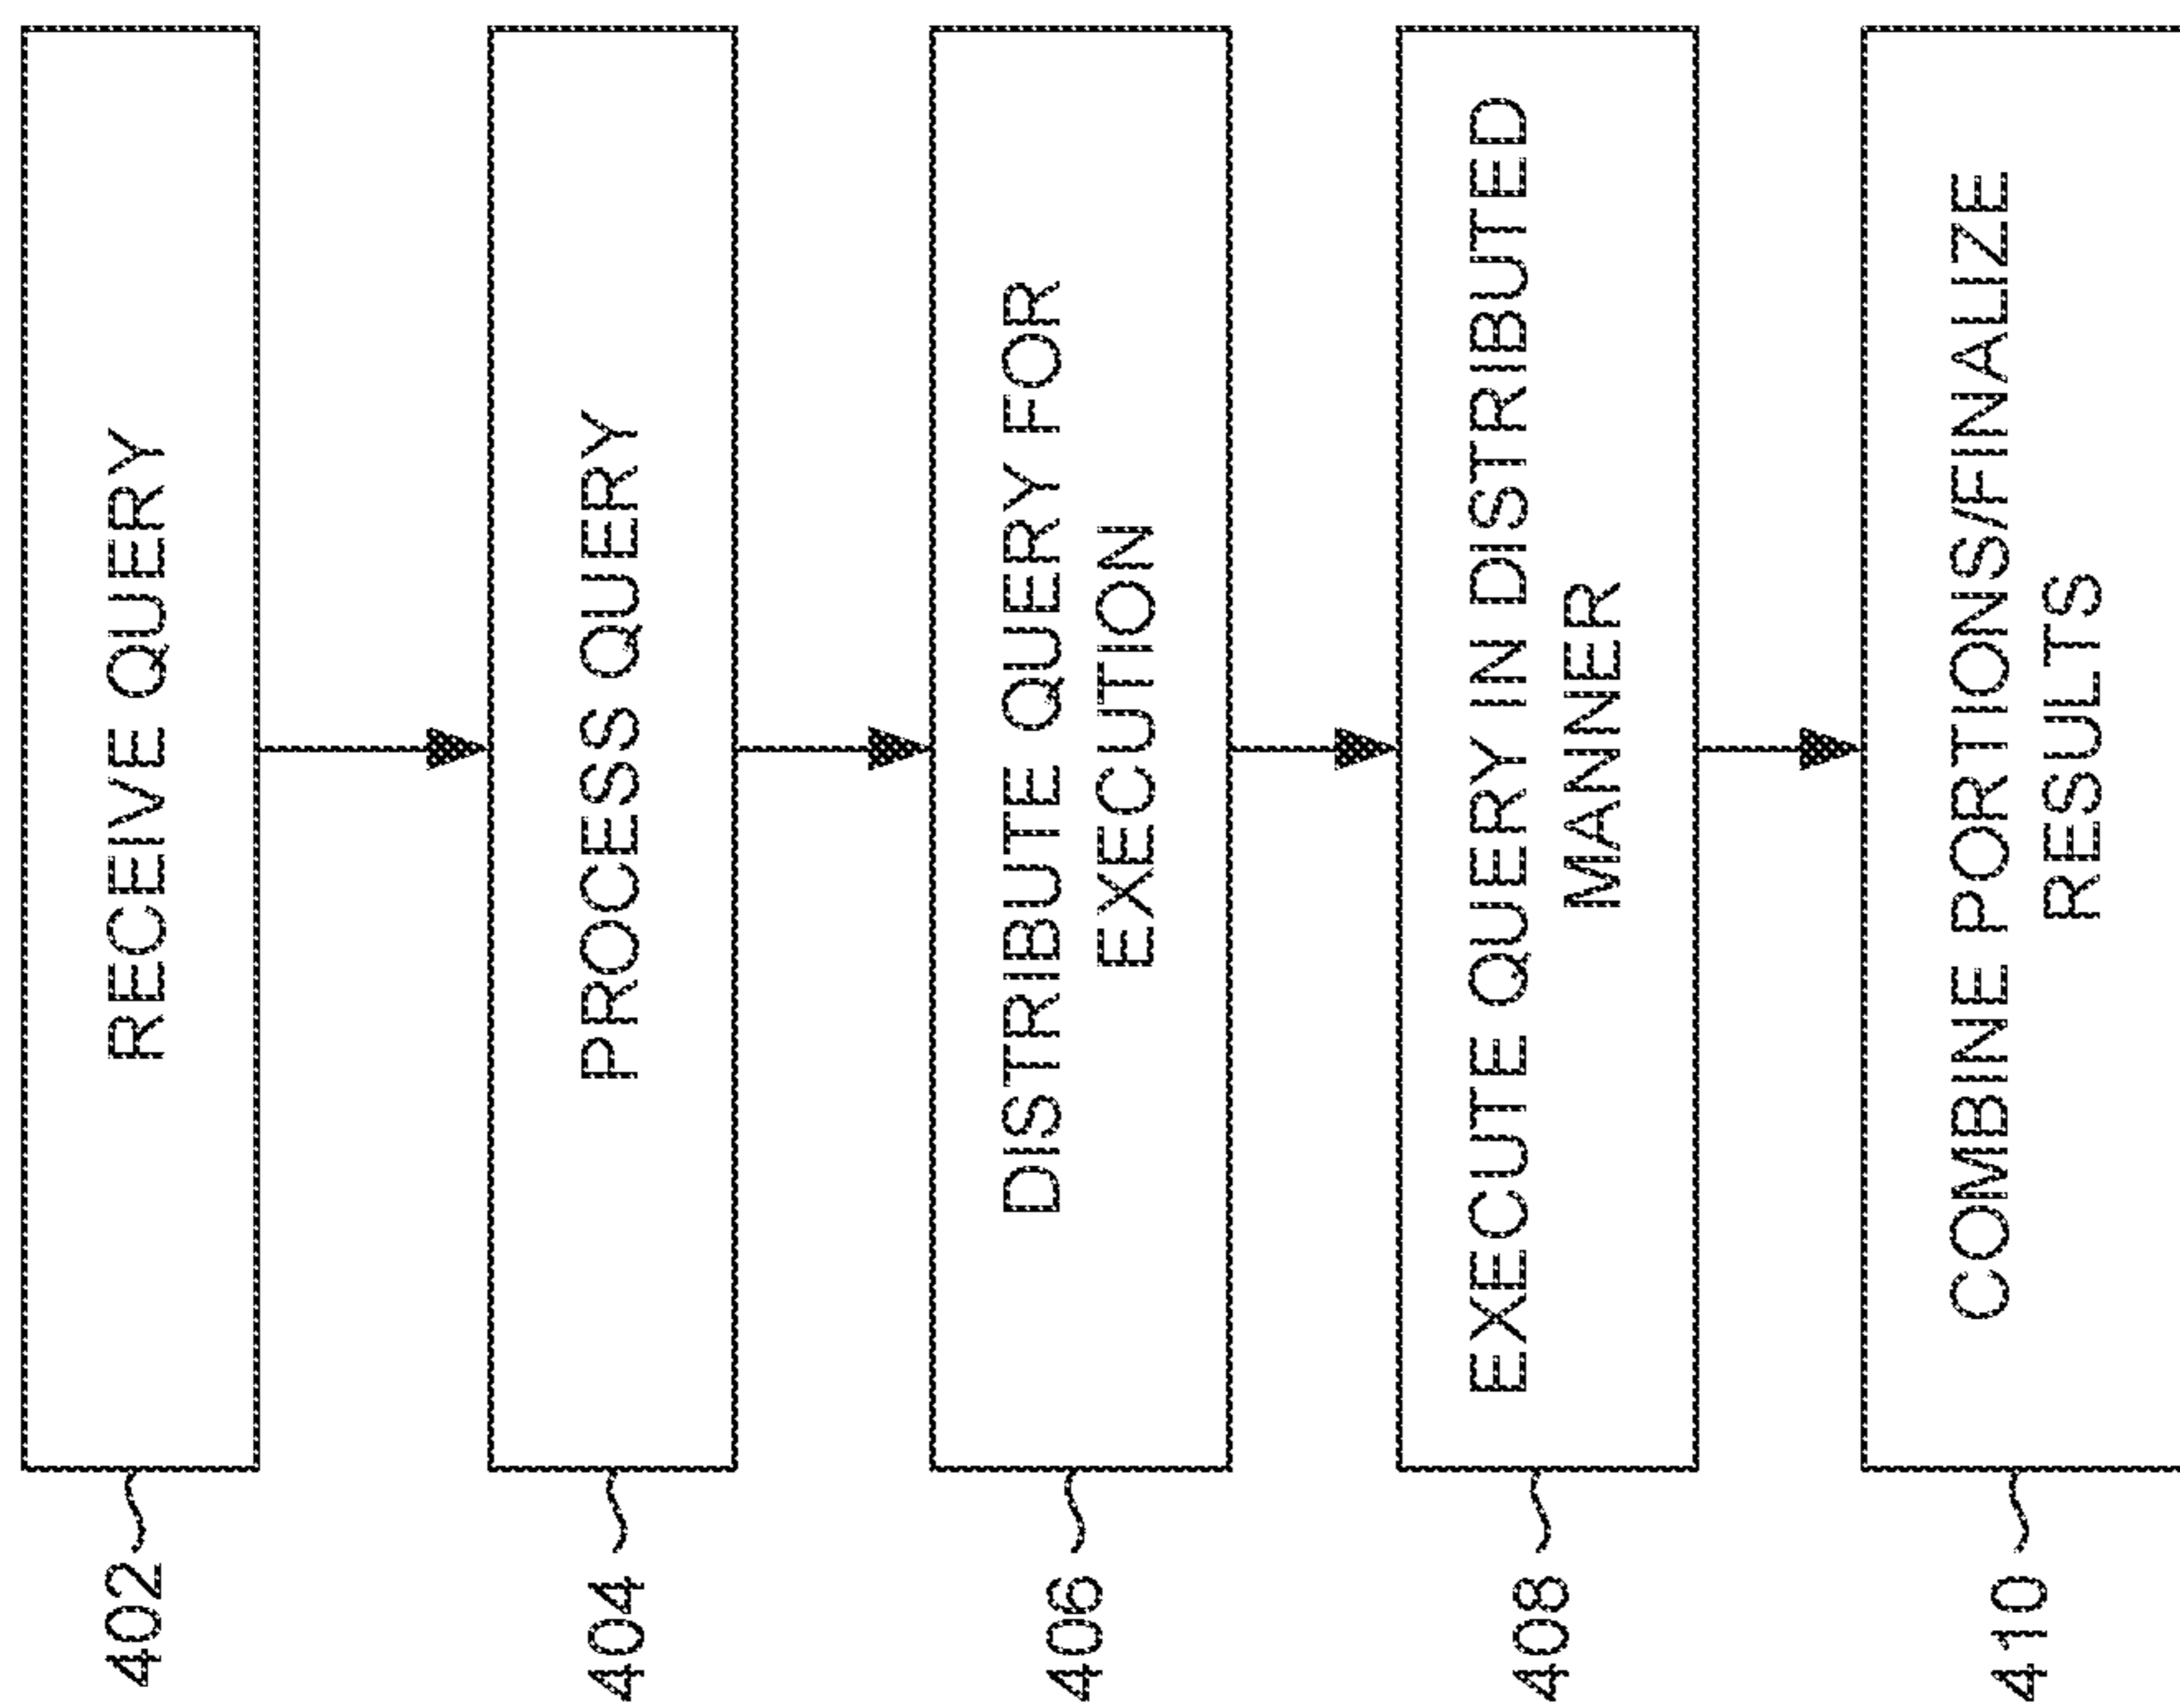 402
RECEIVE QUERY
404
PROCESS QUERY
406
DISTRIBUTE QUERY FOR
EXECUTION
408
EXECUTE QUERY IN DISTRIBUTED
MANNER
410
COMBINE PORTIONS/FINALIZE
RESULTS